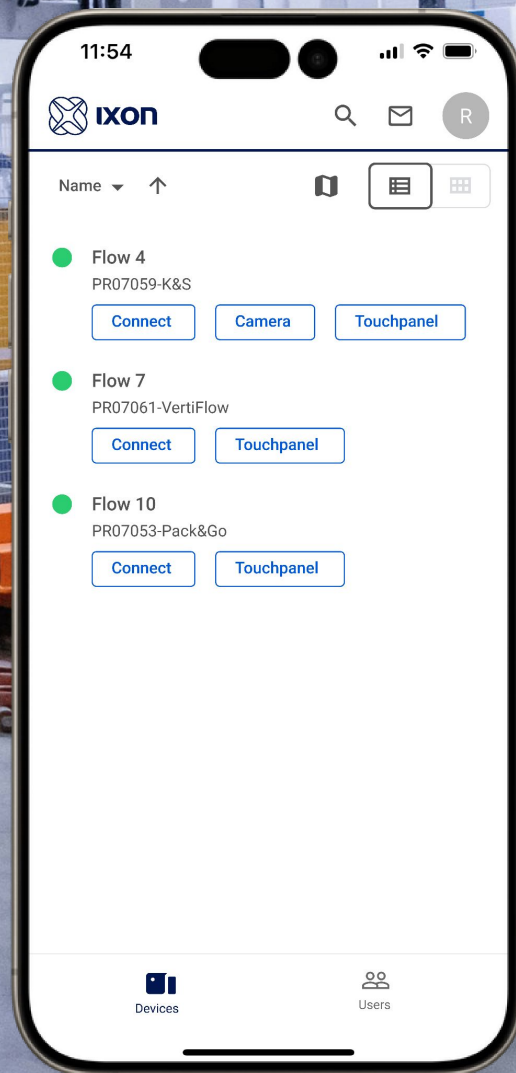 11:54
IXON
R
Name
Flow 4
PR07059-K&S
Connect Camera Touchpanel
Flow 7
PR07061-VertiFlow
Connect Touchpanel
Flow 10
PR07053-Pack&Go
Connect Touchpanel
Devices Users